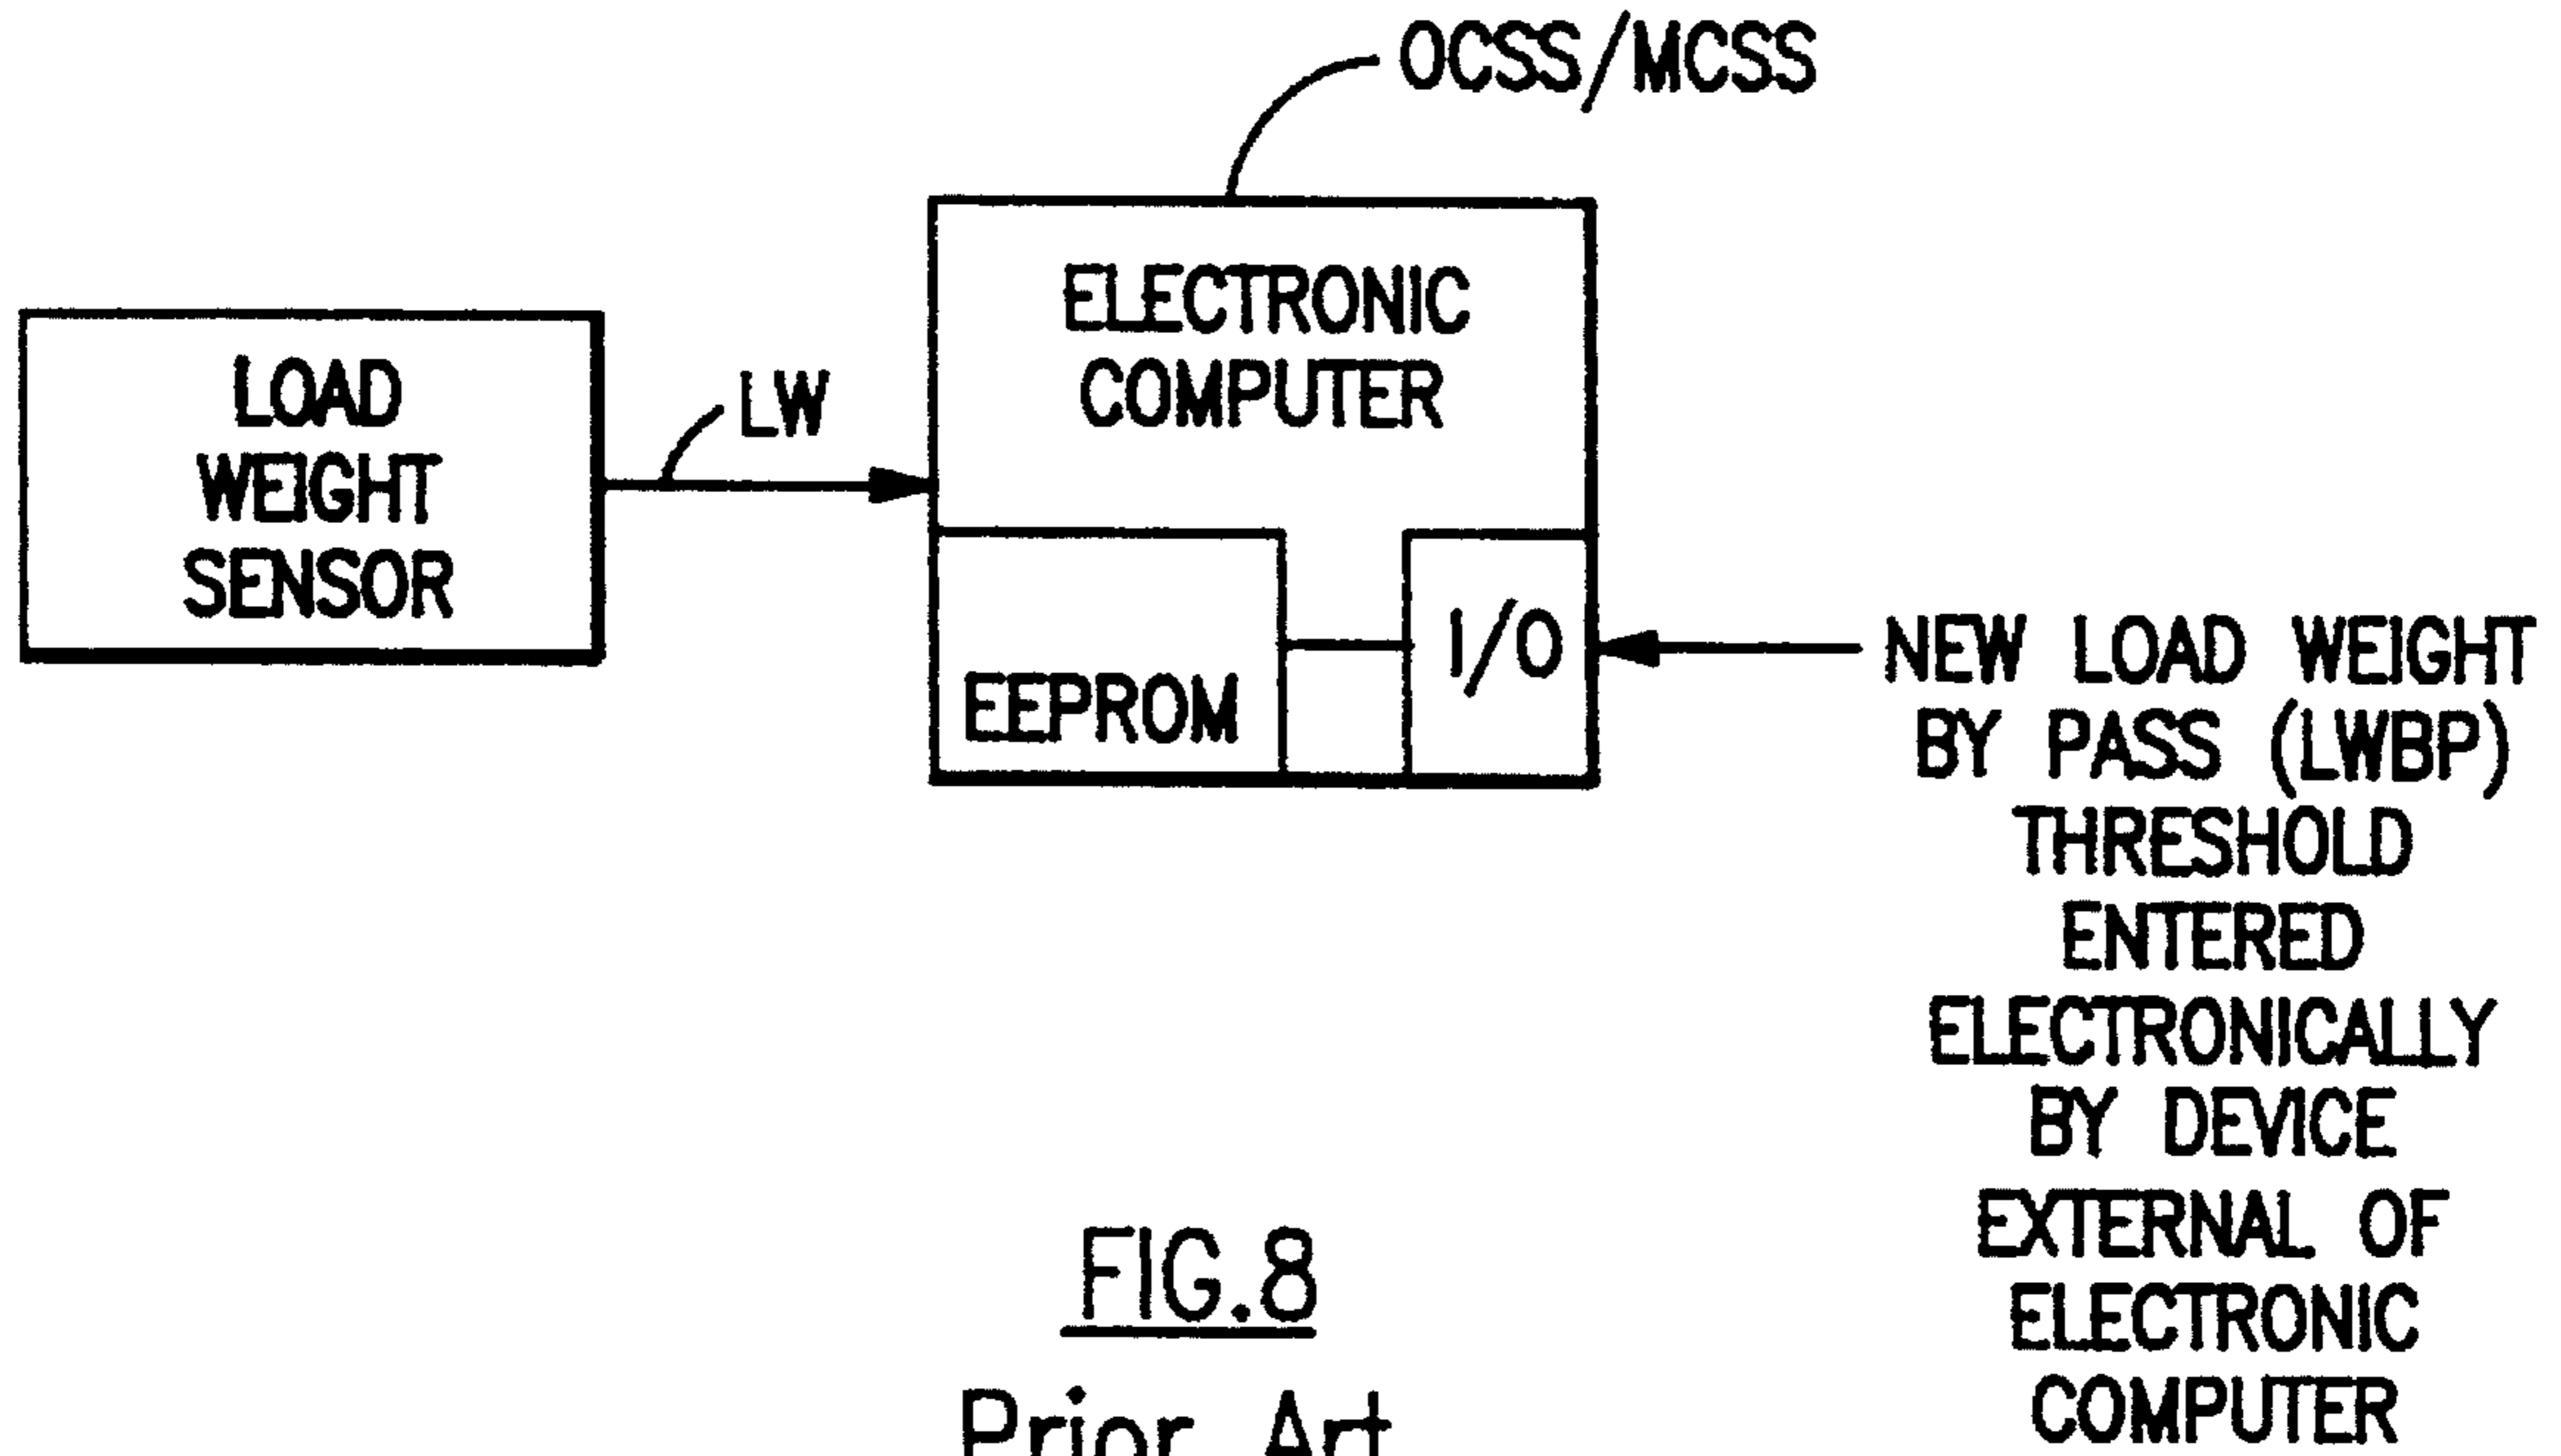 OCSS/MCSS
ELECTRONIC
COMPUTER
LOAD
WEIGHT
SENSOR
LW
EEPROM
I/O
NEW LOAD WEIGHT
BY PASS (LWBP)
THRESHOLD
ENTERED
ELECTRONICALLY
BY DEVICE
EXTERNAL OF
ELECTRONIC
COMPUTER
FIG.8
Prior Art